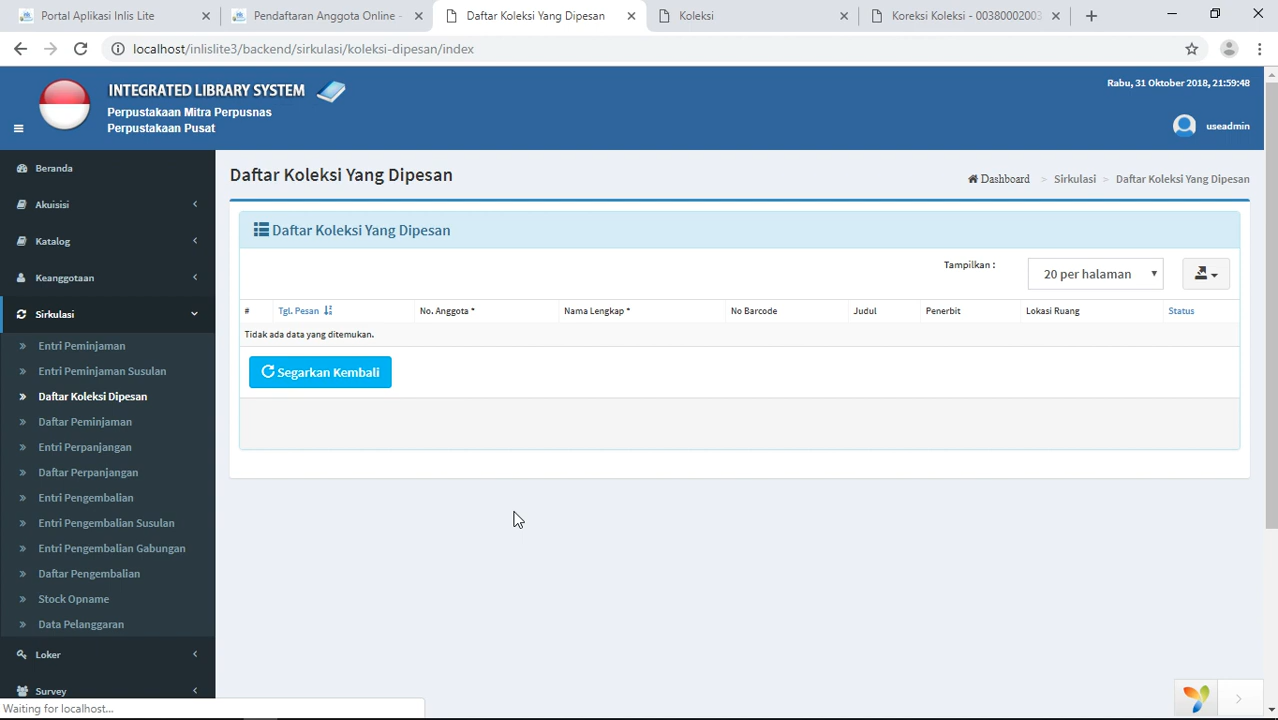 Portal Aplikasi Inlis Lite
Pendaftaran Anggota Online -
Daftar Koleksi Yang Dipesan
Koleksi
Koreksi Koleksi - 00380002003
localhost/inlislite3/backend/sirkulasi/koleksi-dipesan/index
INTEGRATED LIBRARY SYSTEM
Perpustakaan Mitra Perpusnas
Perpustakaan Pusat
Rabu, 31 Oktober 2018, 21:59:48
useadmin
Beranda
Akuisisi
Katalog
Keanggotaan
Sirkulasi
Entri Peminjaman
Entri Peminjaman Susulan
Daftar Koleksi Dipesan
Daftar Peminjaman
Entri Perpanjangan
Daftar Perpanjangan
Entri Pengembalian
Entri Pengembalian Susulan
Entri Pengembalian Gabungan
Daftar Pengembalian
Stock Opname
Data Pelanggaran
Loker
Survey
Daftar Koleksi Yang Dipesan
Dashboard > Sirkulasi > Daftar Koleksi Yang Dipesan
Daftar Koleksi Yang Dipesan
Tampilkan : 20 per halaman
# Tgl. Pesan No. Anggota * Nama Lengkap * No Barcode Judul Penerbit Lokasi Ruang Status
Tidak ada data yang ditemukan.
Segarkan Kembali
Waiting for localhost...